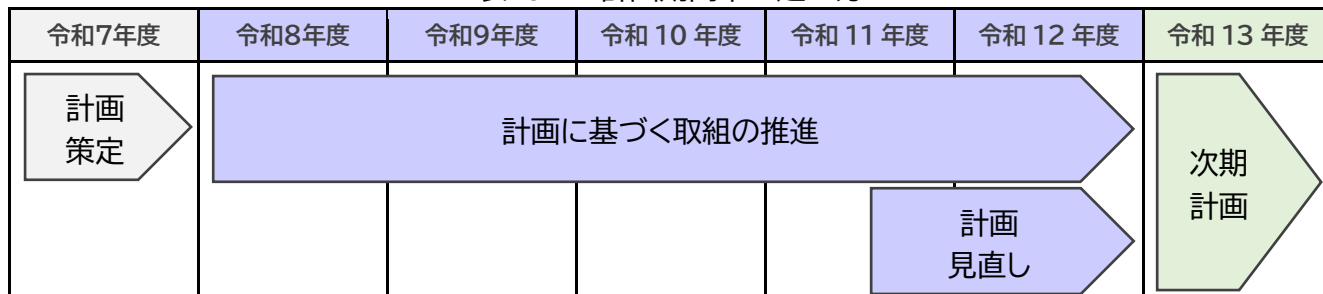 令和7年度 令和8年度 令和9年度 令和 10 年度 令和 11 年度 令和 12 年度 令和 13 年度
計画
策定
計画に基づく取組の推進
計画
見直し
次期
計画